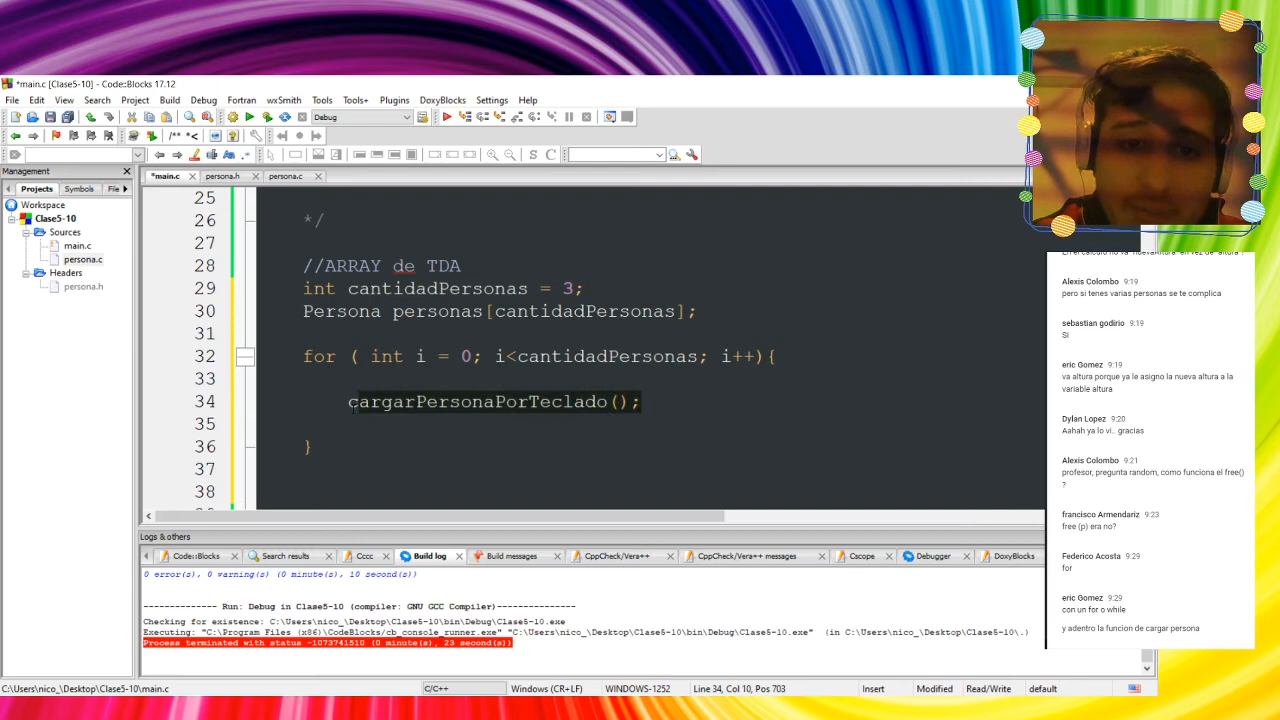 *main.c [Clase5-10] - Code::Blocks 17.12
File Edit View Search Project Build Debug Fortran wxSmith Tools Tools+ Plugins DoxyBlocks Settings Help
Debug
Management
Projects Symbols File
Workspace
Clase5-10
Sources
main.c
persona.c
Headers
persona.h
*main.c persona.h persona.c
25
26 */
27
28 //ARRAY de TDA
29 int cantidadPersonas = 3;
30 Persona personas[cantidadPersonas];
31
32 for ( int i = 0; i<cantidadPersonas; i++){
33
34 cargarPersonaPorTeclado();
35
36 }
37
38
Logs & others
Code::Blocks Search results Cccc Build log Build messages CppCheck/Vera++ CppCheck/Vera++ messages Cscope Debugger DoxyBlocks
0 error(s), 0 warning(s) (0 minute(s), 10 second(s))
-------------- Run: Debug in Clase5-10 (compiler: GNU GCC Compiler)---------------
Checking for existence: C:\Users\nico_\Desktop\Clase5-10\bin\Debug\Clase5-10.exe
Executing: "C:\Program Files (x86)\CodeBlocks/cb_console_runner.exe" "C:\Users\nico_\Desktop\Clase5-10\bin\Debug\Clase5-10.exe" (in C:\Users\nico_\Desktop\Clase5-10\.)
Process terminated with status -1073741510 (0 minute(s), 23 second(s))
C:\Users\nico_\Desktop\Clase5-10\main.c C/C++ Windows (CR+LF) WINDOWS-1252 Line 34, Col 10, Pos 703 Insert Modified Read/Write default
Alexis Colombo 9:19
pero si tenes varias personas se te complica
sebastian godirio 9:19
Si
eric Gomez 9:19
va altura porque ya le asigno la nueva altura a la
variable altura
Dylan Lopez 9:20
Aahah ya lo vi.. gracias
Alexis Colombo 9:21
profesor, pregunta random, como funciona el free()
?
francisco Armendariz 9:23
free (p) era no?
Federico Acosta 9:29
for
eric Gomez 9:29
con un for o while
y adentro la funcion de cargar persona